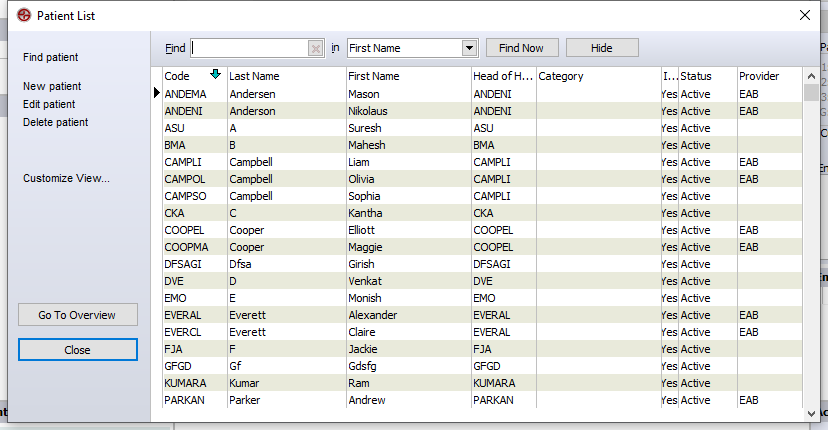 Patient List
Find patient
New patient
Edit patient
Delete patient
Customize View...
Go To Overview
Close
Find in First Name Find Now Hide
Code Last Name First Name Head of H... Category I... Status Provider
ANDEMA Andersen Mason ANDENI Yes Active EAB
ANDENI Anderson Nikolaus ANDENI Yes Active EAB
ASU A Suresh ASU Yes Active
BMA B Mahesh BMA Yes Active
CAMPLI Campbell Liam CAMPLI Yes Active EAB
CAMPOL Campbell Olivia CAMPLI Yes Active EAB
CAMPSO Campbell Sophia CAMPLI Yes Active
CKA C Kantha CKA Yes Active
COOPEL Cooper Elliott COOPEL Yes Active EAB
COOPMA Cooper Maggie COOPEL Yes Active EAB
DFSAGI Dfsa Girish DFSAGI Yes Active
DVE D Venkat DVE Yes Active
EMO E Monish EMO Yes Active
EVERAL Everett Alexander EVERAL Yes Active EAB
EVERCL Everett Claire EVERAL Yes Active EAB
FJA F Jackie FJA Yes Active
GFGD Gf Gdsfg GFGD Yes Active
KUMARA Kumar Ram KUMARA Yes Active
PARKAN Parker Andrew PARKAN Yes Active EAB